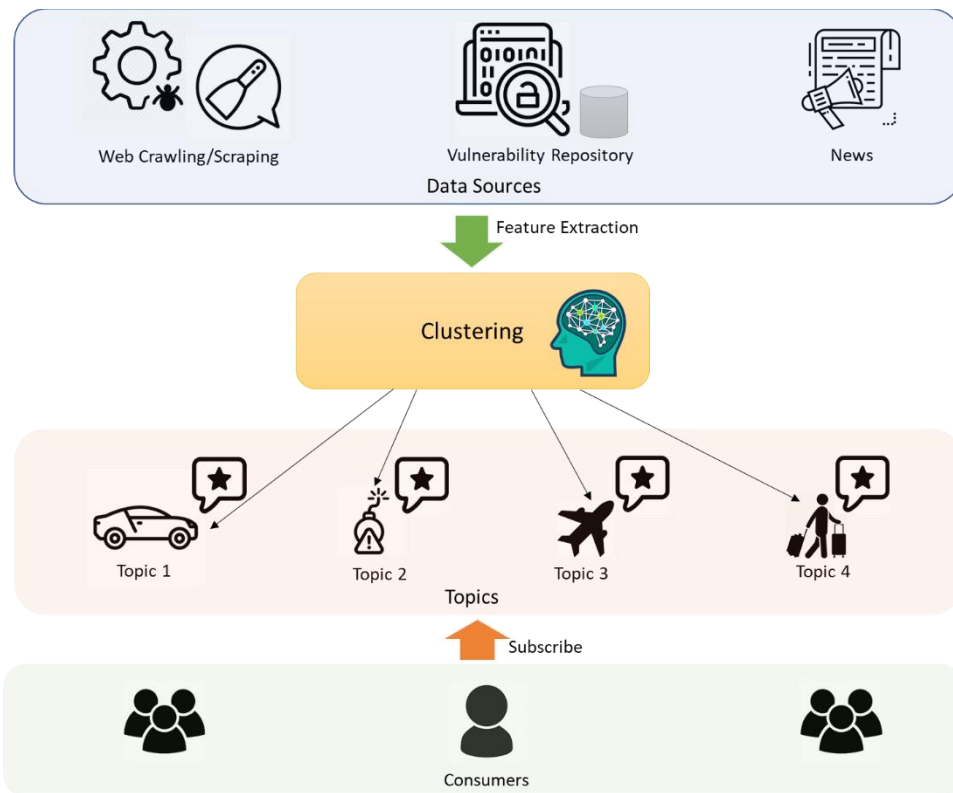 Web Crawling/Scraping
Vulnerability Repository
News
Data Sources
Feature Extraction
Clustering
Topic 1
Topic 2
Topic 3
Topic 4
Topics
Subscribe
Consumers